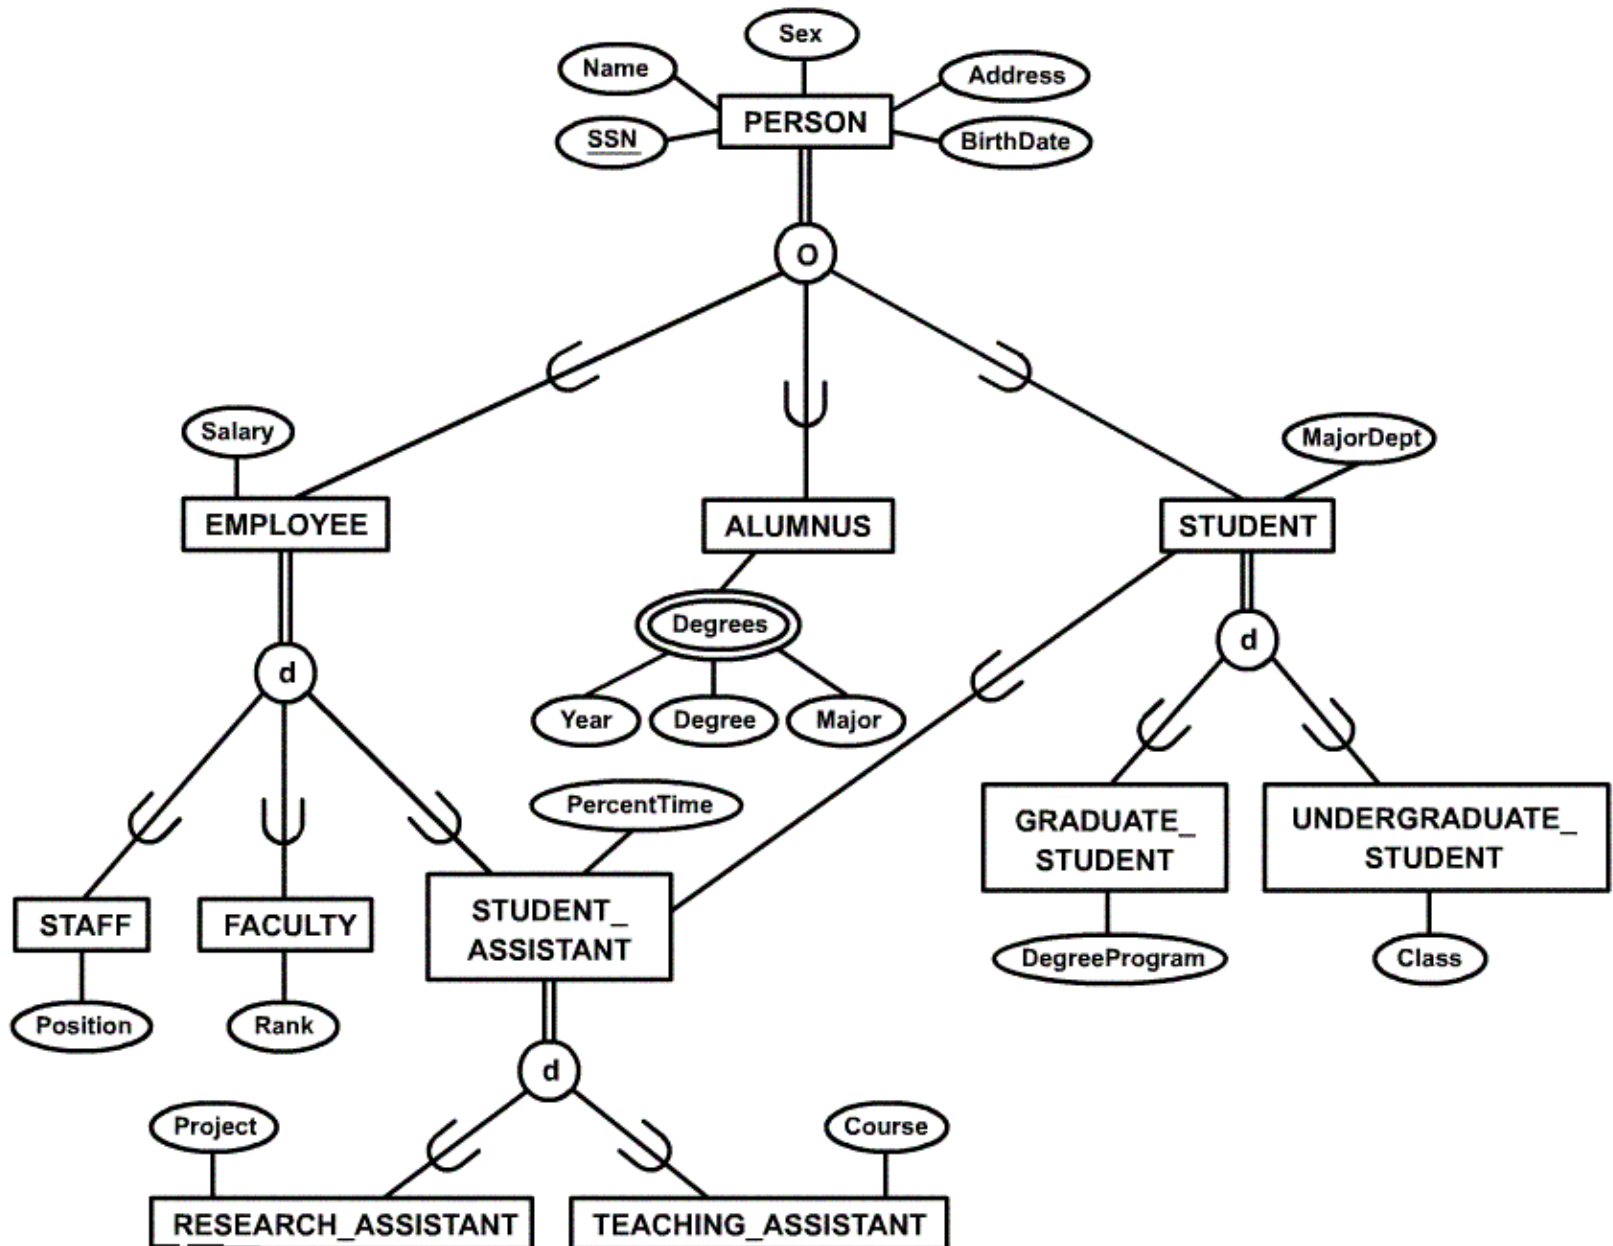 Sex
Name
Address
PERSON
SSN
BirthDate
O
Salary
MajorDept
EMPLOYEE
ALUMNUS
STUDENT
Degrees
d
d
Year
Degree
Major
PercentTime
GRADUATE_
STUDENT
UNDERGRADUATE_
STUDENT
STAFF
FACULTY
STUDENT_
ASSISTANT
DegreeProgram
Class
Position
Rank
d
Project
Course
RESEARCH_ASSISTANT
TEACHING_ASSISTANT